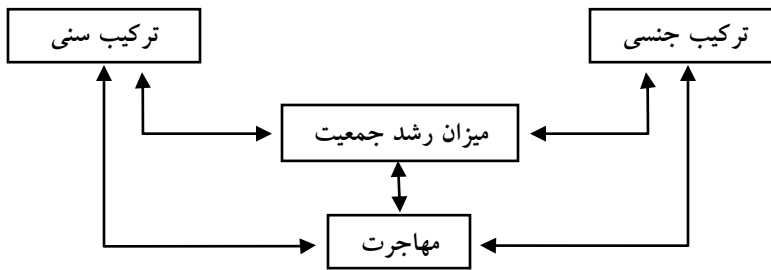 ترکیب جنسی
ترکیب سنی
میزان رشد جمعیت
مهاجرت